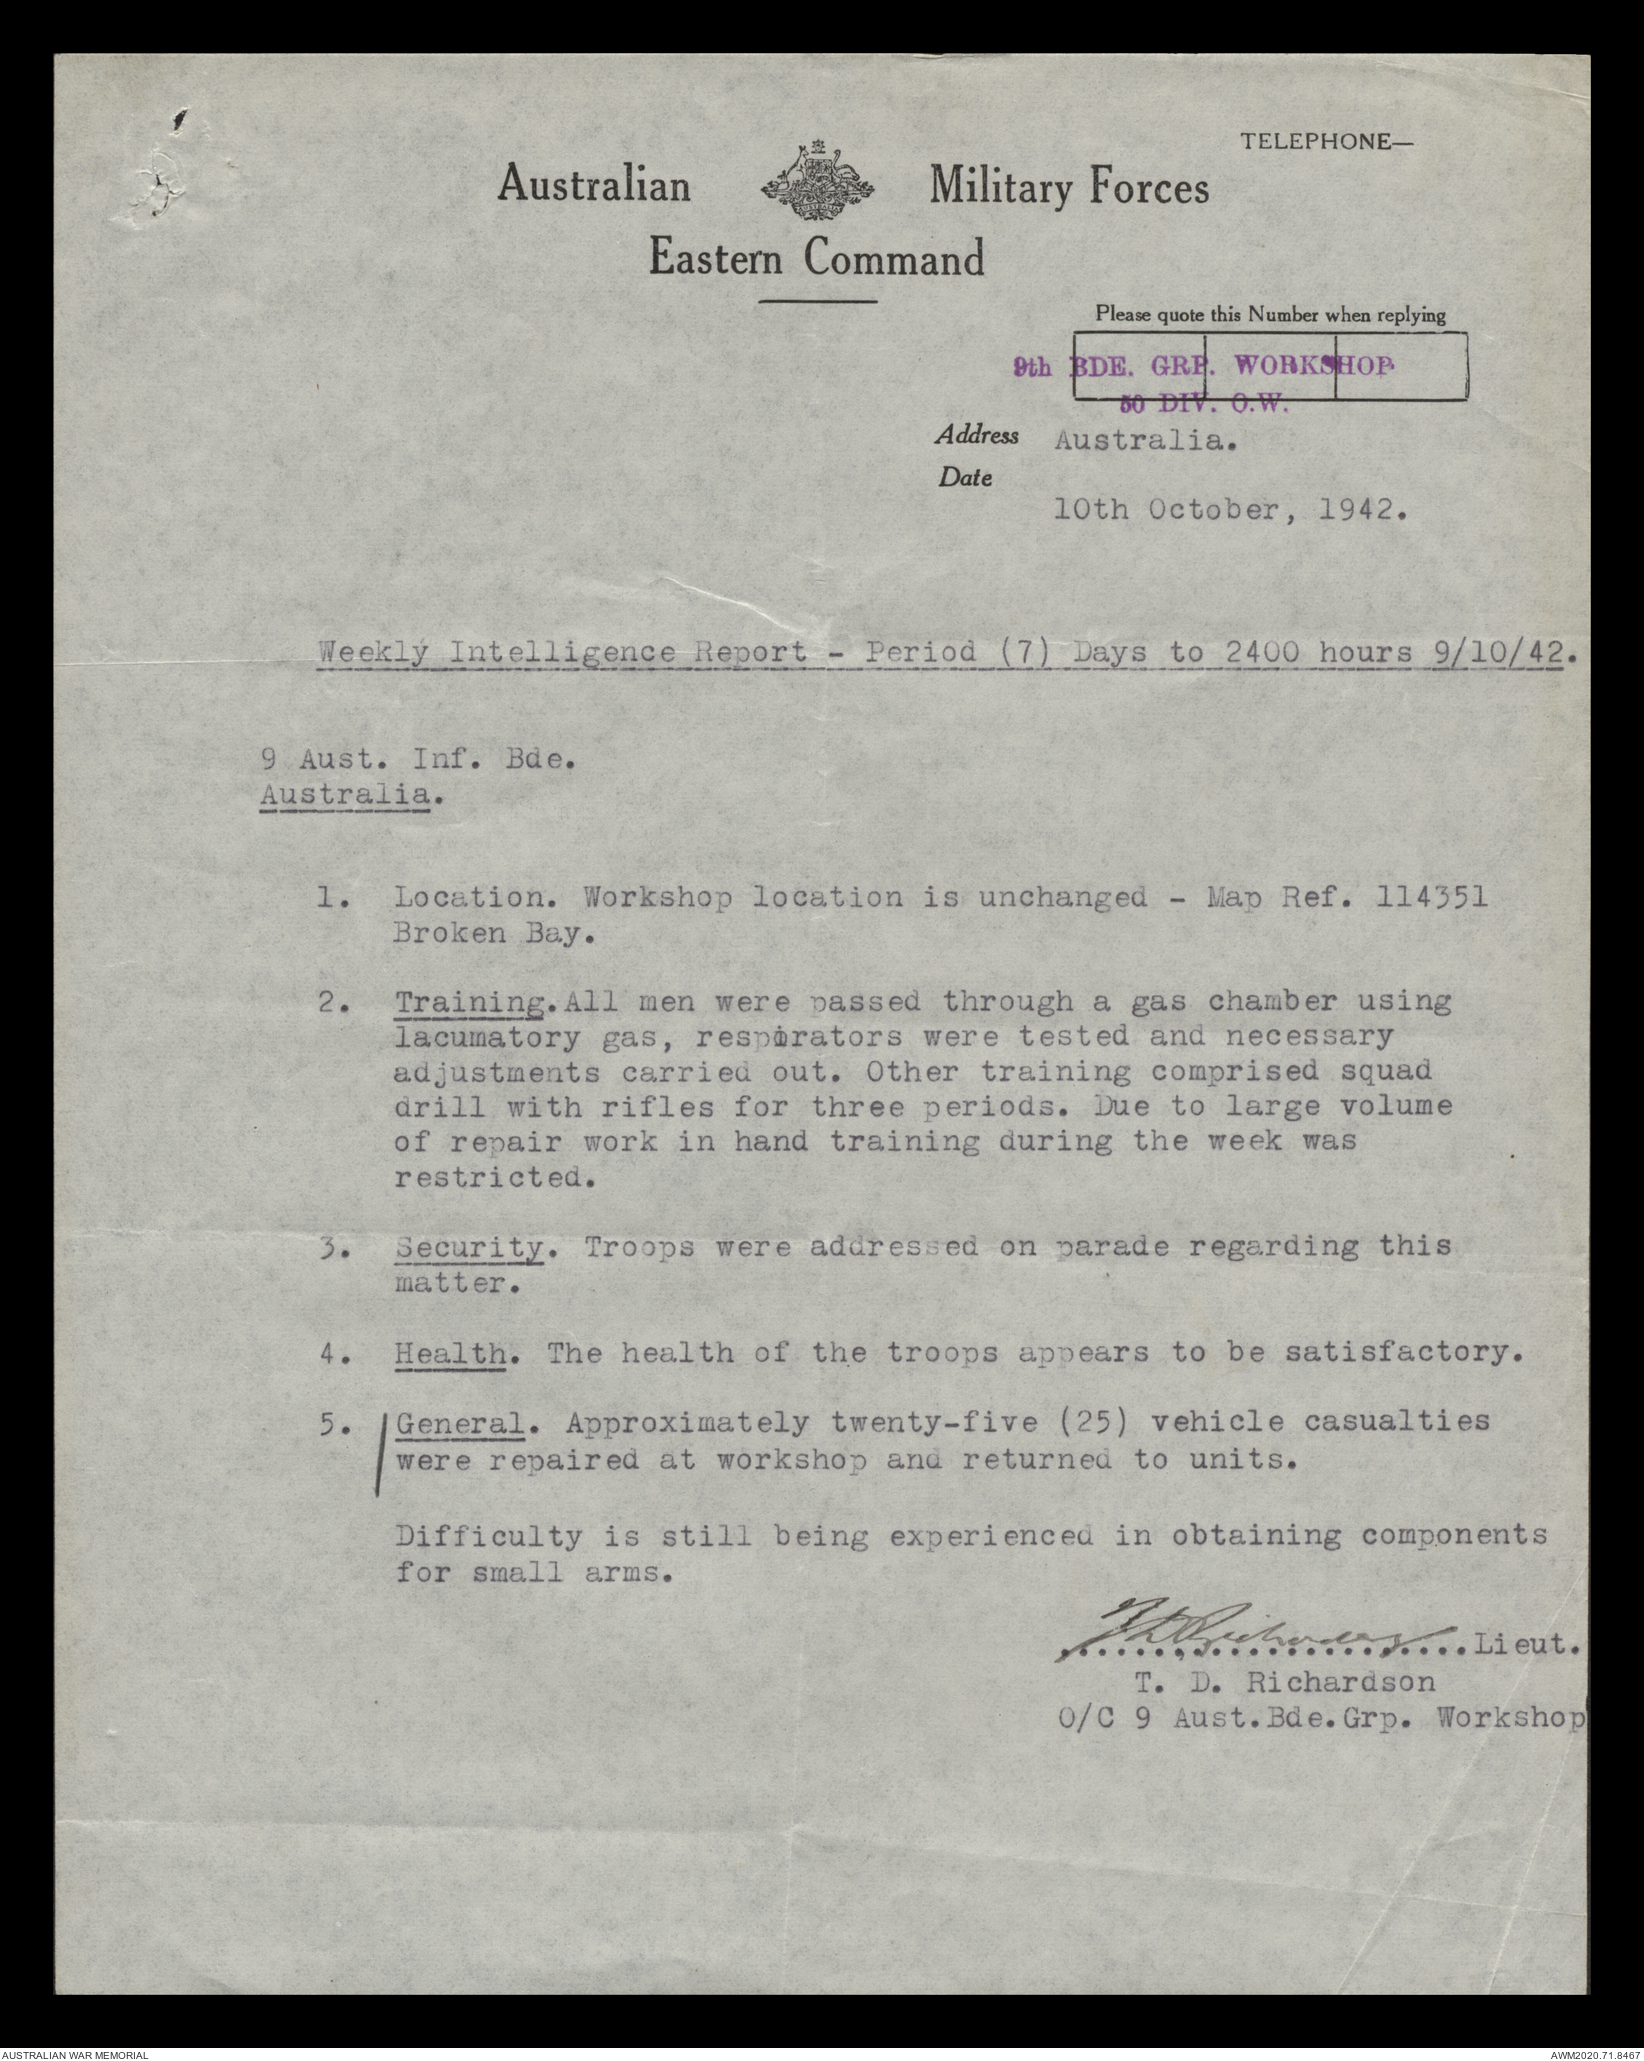 TELEPHONE—
Australian Military Forces
Eastern Command
Please quote this Number when replying
9th BDE. GRP. WORKSHOP
50 DIV. O.W.
Address Australia.
Date
10th October, 1942.
Weekly Intelligence Report - Period (7) Days to 2400 hours 9/10/42.
9 Aust. Inf. Bde.
Australia.
1. Location. Workshop location is unchanged - Map Ref. 114351
Broken Bay.
2. Training. All men were passed through a gas chamber using
lacumatory gas, respirators were tested and necessary
adjustments carried out. Other training comprised squad
drill with rifles for three periods. Due to large volume
of repair work in hand training during the week was
restricted.
3. Security. Troops were addressed on parade regarding this
matter.
4. Health. The health of the troops appears to be satisfactory.
5. General. Approximately twenty-five (25) vehicle casualties
were repaired at workshop and returned to units.
Difficulty is still being experienced in obtaining components
for small arms.
TDRichardson Lieut.
T. D. Richardson
O/C 9 Aust.Bde.Grp. Workshop
AUSTRALIAN WAR MEMORIAL AWM2020.71.8467